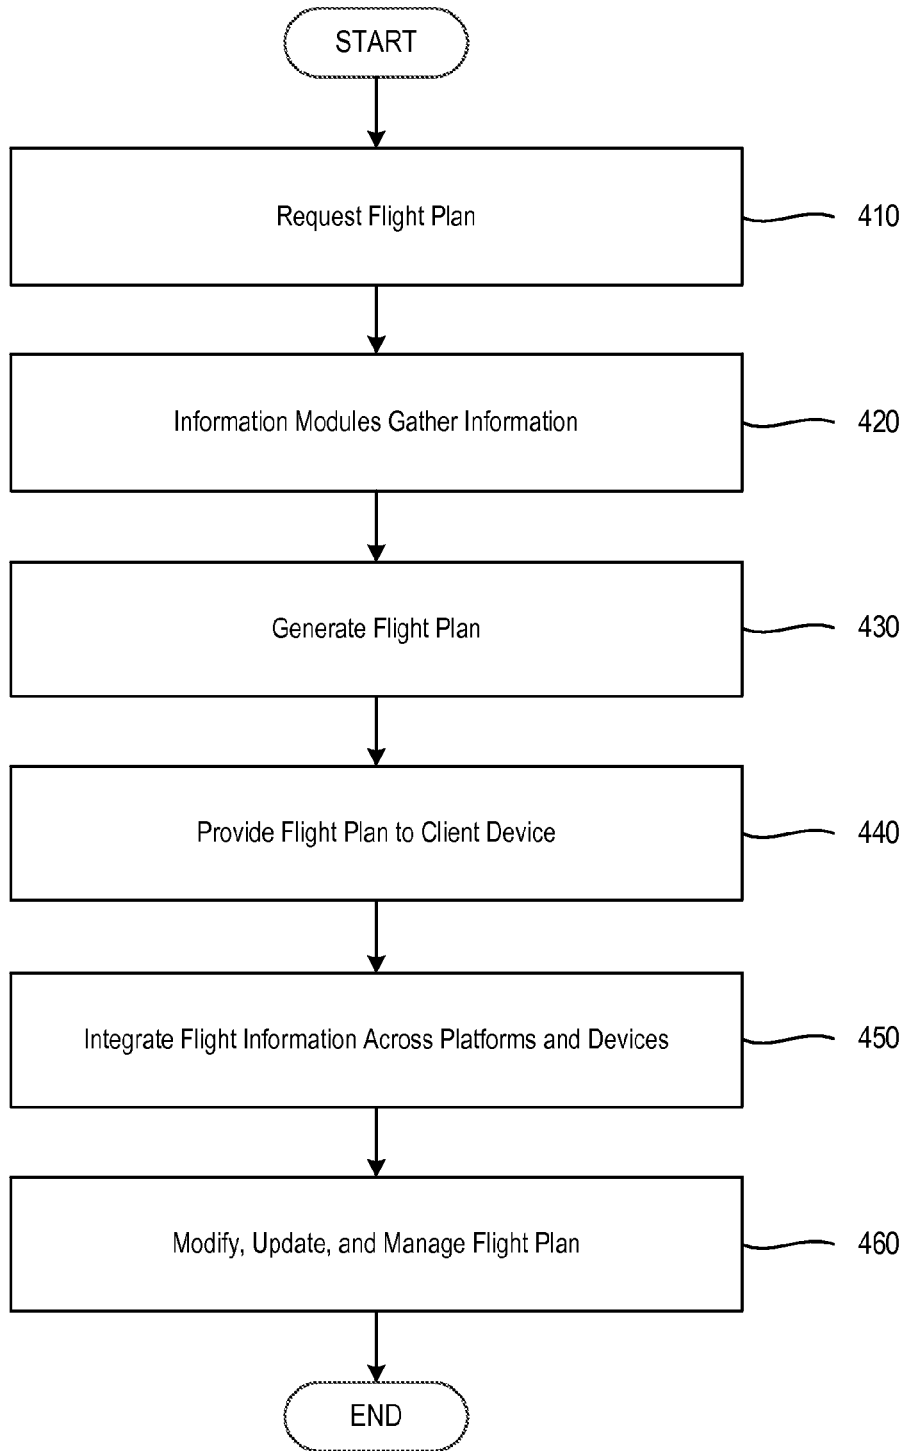 START
Request Flight Plan
410
Information Modules Gather Information
420
Generate Flight Plan
430
Provide Flight Plan to Client Device
440
Integrate Flight Information Across Platforms and Devices
450
Modify, Update, and Manage Flight Plan
460
END